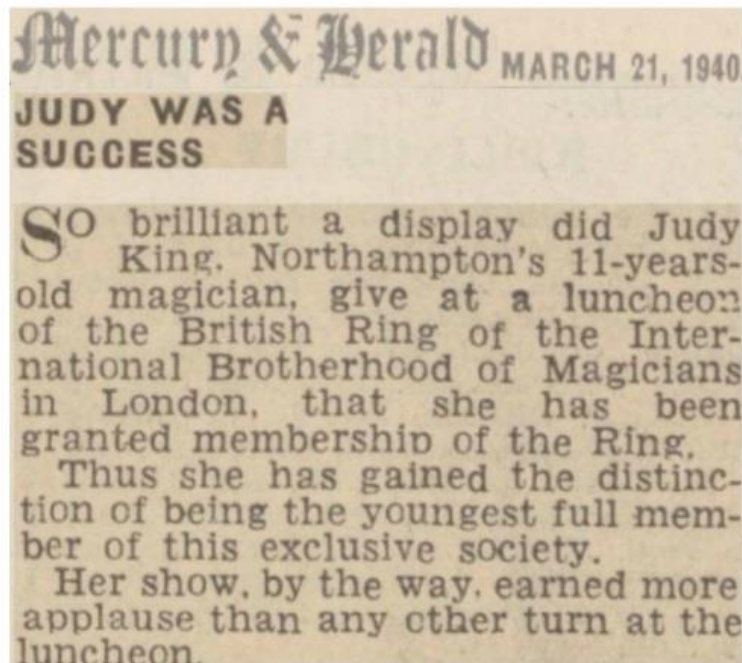 Mercury & Herald MARCH 21, 1940
JUDY WAS A
SUCCESS
SO brilliant a display did Judy
King, Northampton's 11-years-
old magician, give at a luncheon
of the British Ring of the Inter-
national Brotherhood of Magicians
in London, that she has been
granted membership of the Ring.
Thus she has gained the distinc-
tion of being the youngest full mem-
ber of this exclusive society.
Her show, by the way, earned more
applause than any other turn at the
luncheon.